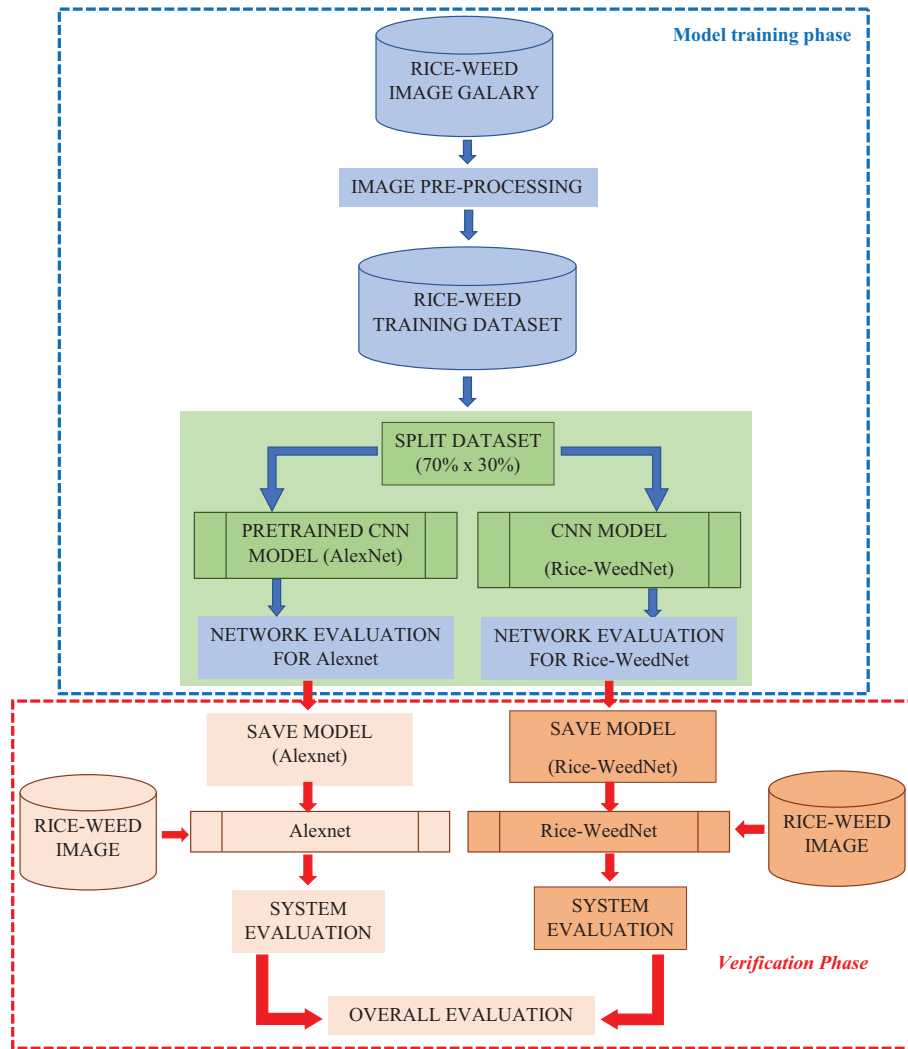 Model training phase
RICE-WEED
IMAGE GALARY
IMAGE PRE-PROCESSING
RICE-WEED
TRAINING DATASET
SPLIT DATASET
(70% x 30%)
PRETRAINED CNN
MODEL (AlexNet)
CNN MODEL
(Rice-WeedNet)
NETWORK EVALUATION
FOR Alexnet
NETWORK EVALUATION
FOR Rice-WeedNet
SAVE MODEL
(Alexnet)
SAVE MODEL
(Rice-WeedNet)
RICE-WEED
IMAGE
Alexnet
Rice-WeedNet
RICE-WEED
IMAGE
SYSTEM
EVALUATION
SYSTEM
EVALUATION
Verification Phase
OVERALL EVALUATION